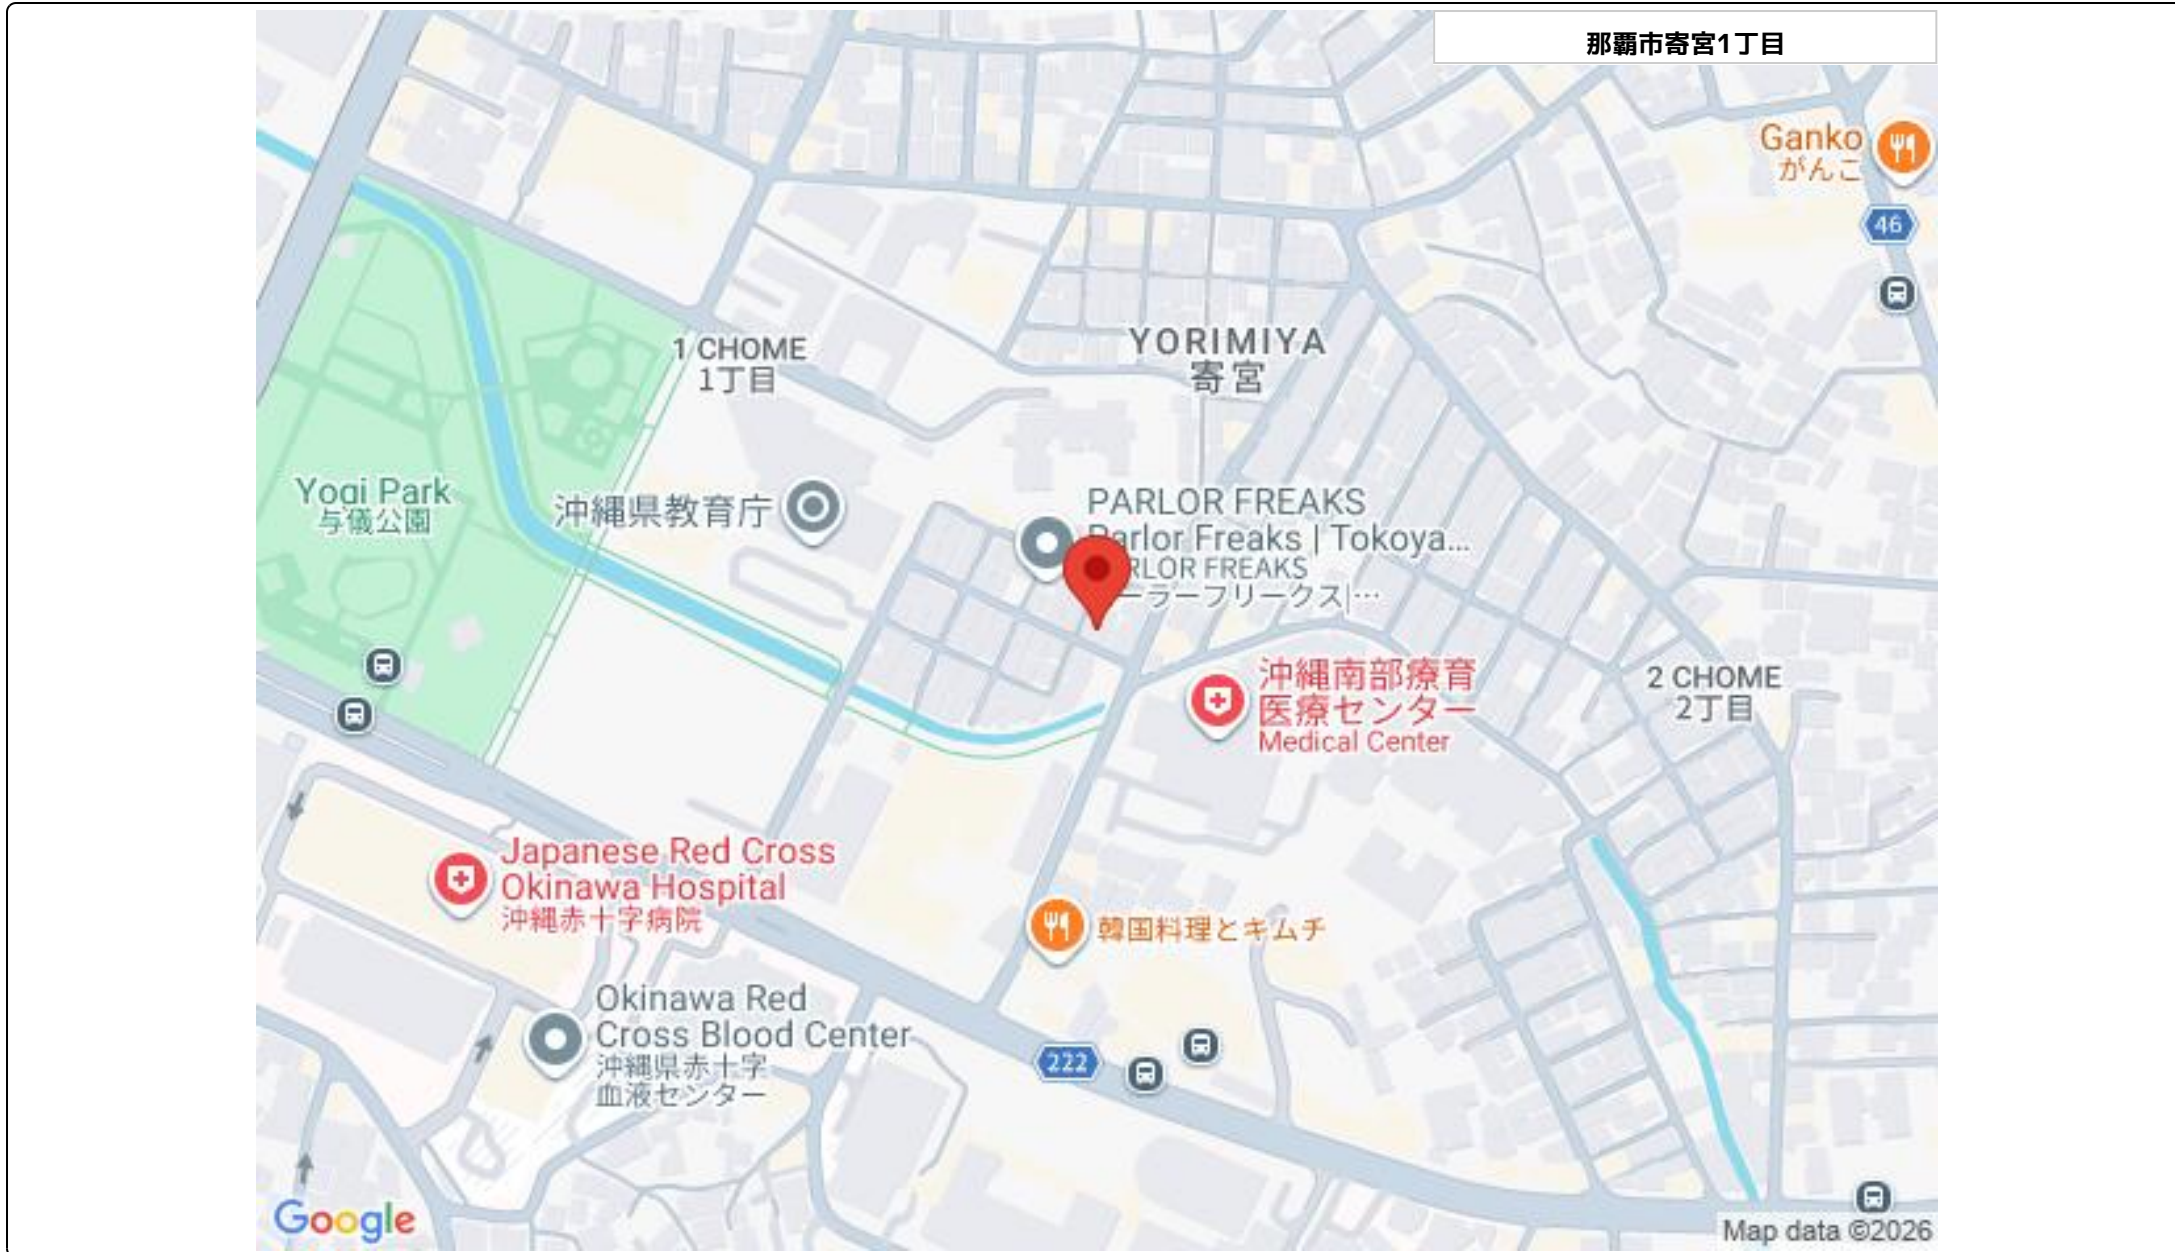 那覇市寄宮1丁目
Ganko
がんこ
46
YORIMIYA
寄宮
1 CHOME
1丁目
Yogi Park
与儀公園
沖縄県教育庁
PARLOR FREAKS
Parlor Freaks | Tokoya...
RLOR FREAKS
ーラーフリークス|…
沖縄南部療育
医療センター
Medical Center
2 CHOME
2丁目
Japanese Red Cross
Okinawa Hospital
沖縄赤十字病院
韓国料理とキムチ
Okinawa Red
Cross Blood Center
沖縄県赤十字
血液センター
222
Google
Map data ©2026